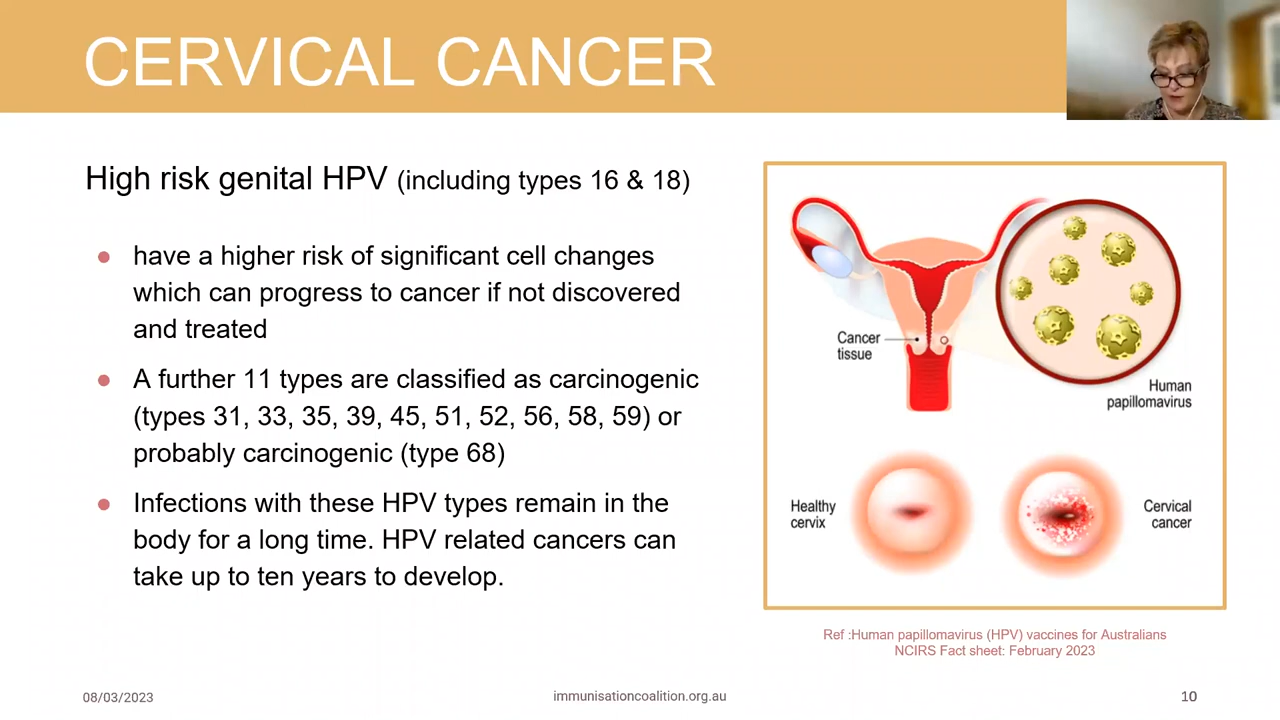 CERVICAL CANCER
High risk genital HPV (including types 16 & 18)
● have a higher risk of significant cell changes
which can progress to cancer if not discovered
and treated
● A further 11 types are classified as carcinogenic
(types 31, 33, 35, 39, 45, 51, 52, 56, 58, 59) or
probably carcinogenic (type 68)
● Infections with these HPV types remain in the
body for a long time. HPV related cancers can
take up to ten years to develop.
Cancer
tissue
Human
papillomavirus
Healthy
cervix
Cervical
cancer
Ref :Human papillomavirus (HPV) vaccines for Australians
NCIRS Fact sheet: February 2023
08/03/2023
immunisationcoalition.org.au
10